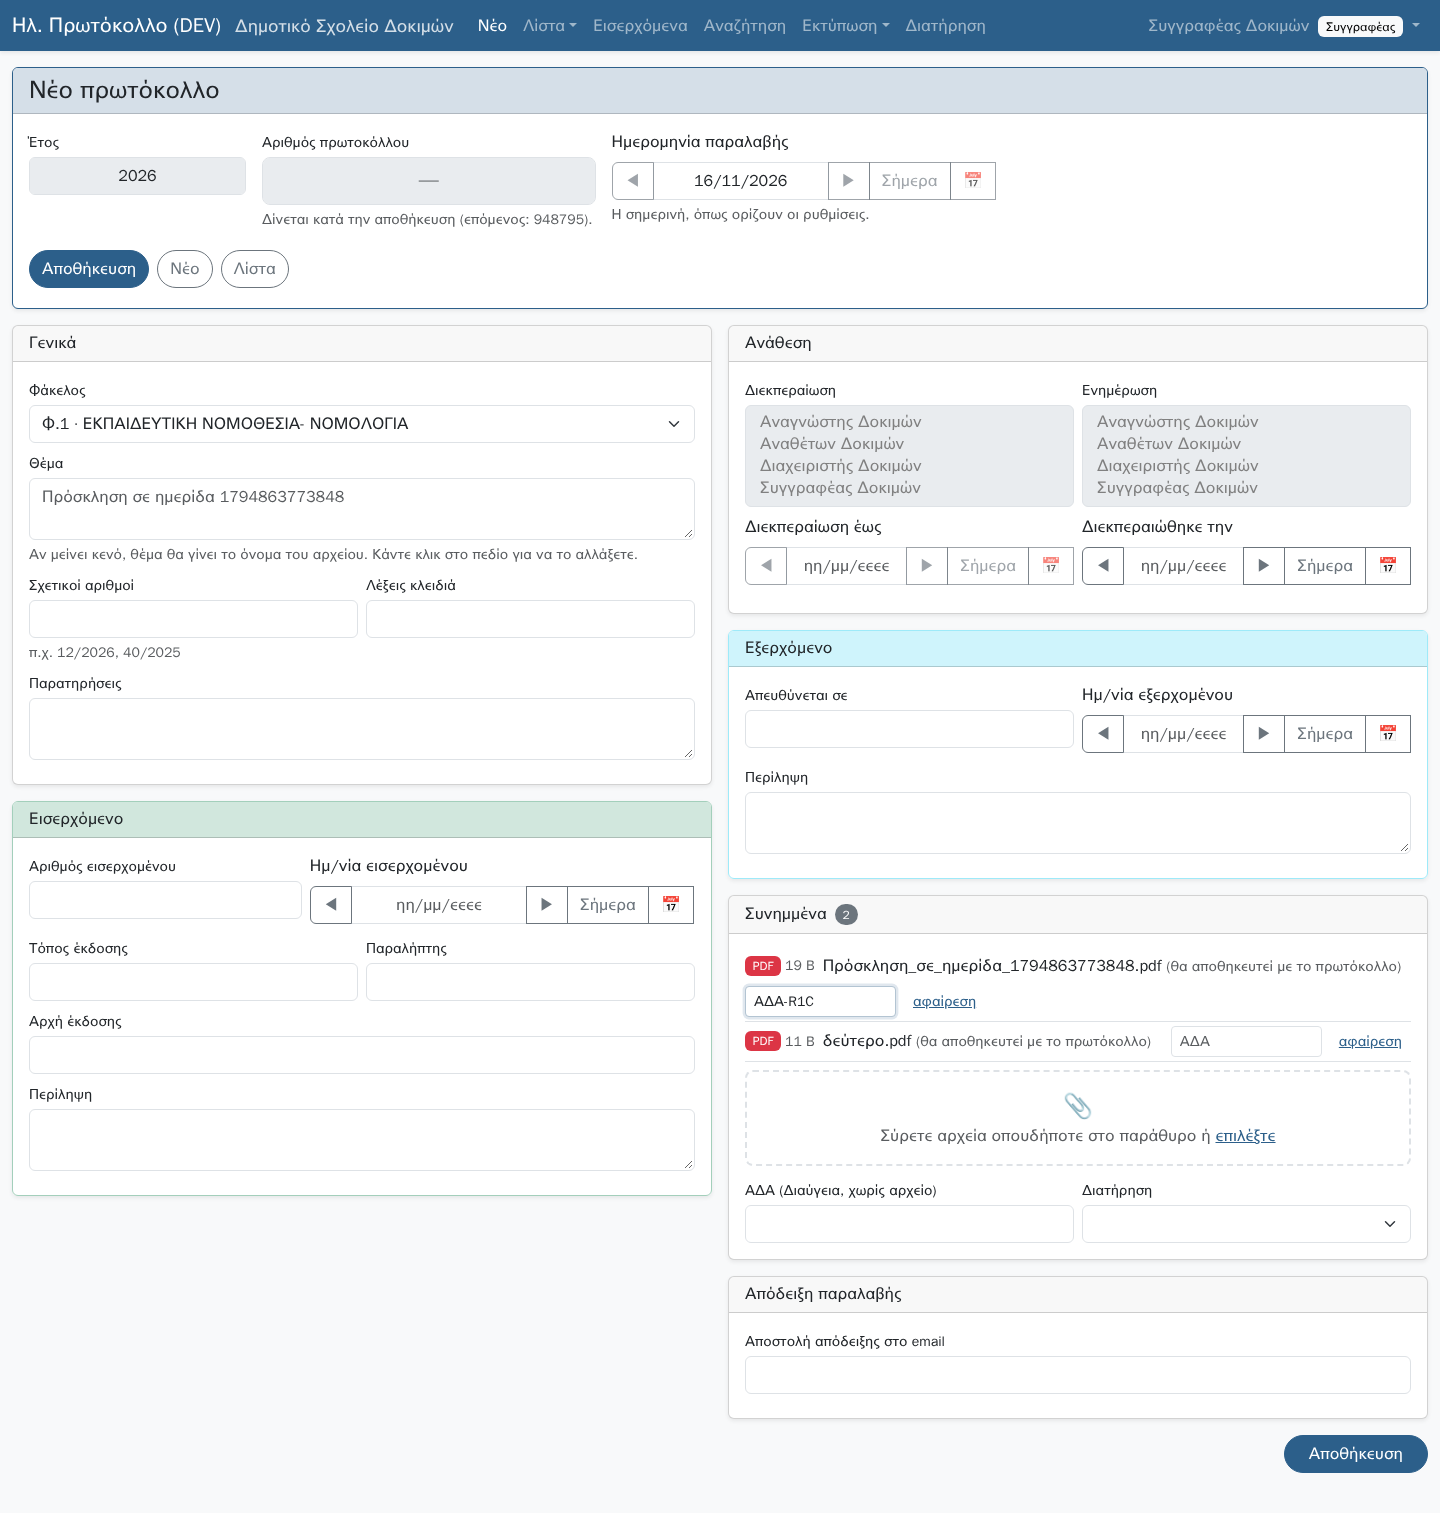 Ηλ. Πρωτόκολλο (DEV) Δημοτικό Σχολείο Δοκιμών Νέο Λίστα Εισερχόμενα Αναζήτηση Εκτύπωση Διατήρηση Συγγραφέας Δοκιμών Συγγραφέας
Νέο πρωτόκολλο
Έτος Αριθμός πρωτοκόλλου Ημερομηνία παραλαβής
2026 — ◀ 16/11/2026 ▶ Σήμερα
Δίνεται κατά την αποθήκευση (επόμενος: 948795). Η σημερινή, όπως ορίζουν οι ρυθμίσεις.
Αποθήκευση Νέο Λίστα
Γενικά
Φάκελος
Φ.1 · ΕΚΠΑΙΔΕΥΤΙΚΗ ΝΟΜΟΘΕΣΙΑ- ΝΟΜΟΛΟΓΙΑ
Θέμα
Πρόσκληση σε ημερίδα 1794863773848
Αν μείνει κενό, θέμα θα γίνει το όνομα του αρχείου. Κάντε κλικ στο πεδίο για να το αλλάξετε.
Σχετικοί αριθμοί Λέξεις κλειδιά
π.χ. 12/2026, 40/2025
Παρατηρήσεις
Εισερχόμενο
Αριθμός εισερχομένου Ημ/νία εισερχομένου
◀ ηη/μμ/εεεε ▶ Σήμερα
Τόπος έκδοσης Παραλήπτης
Αρχή έκδοσης
Περίληψη
Ανάθεση
Διεκπεραίωση Ενημέρωση
Αναγνώστης Δοκιμών Αναγνώστης Δοκιμών
Αναθέτων Δοκιμών Αναθέτων Δοκιμών
Διαχειριστής Δοκιμών Διαχειριστής Δοκιμών
Συγγραφέας Δοκιμών Συγγραφέας Δοκιμών
Διεκπεραίωση έως Διεκπεραιώθηκε την
◀ ηη/μμ/εεεε ▶ Σήμερα ◀ ηη/μμ/εεεε ▶ Σήμερα
Εξερχόμενο
Απευθύνεται σε Ημ/νία εξερχομένου
◀ ηη/μμ/εεεε ▶ Σήμερα
Περίληψη
Συνημμένα 2
PDF 19 B Πρόσκληση_σε_ημερίδα_1794863773848.pdf (θα αποθηκευτεί με το πρωτόκολλο)
ΑΔΑ-R1C αφαίρεση
PDF 11 B δεύτερο.pdf (θα αποθηκευτεί με το πρωτόκολλο) ΑΔΑ αφαίρεση
Σύρετε αρχεία οπουδήποτε στο παράθυρο ή επιλέξτε
ΑΔΑ (Διαύγεια, χωρίς αρχείο) Διατήρηση
Απόδειξη παραλαβής
Αποστολή απόδειξης στο email
Αποθήκευση